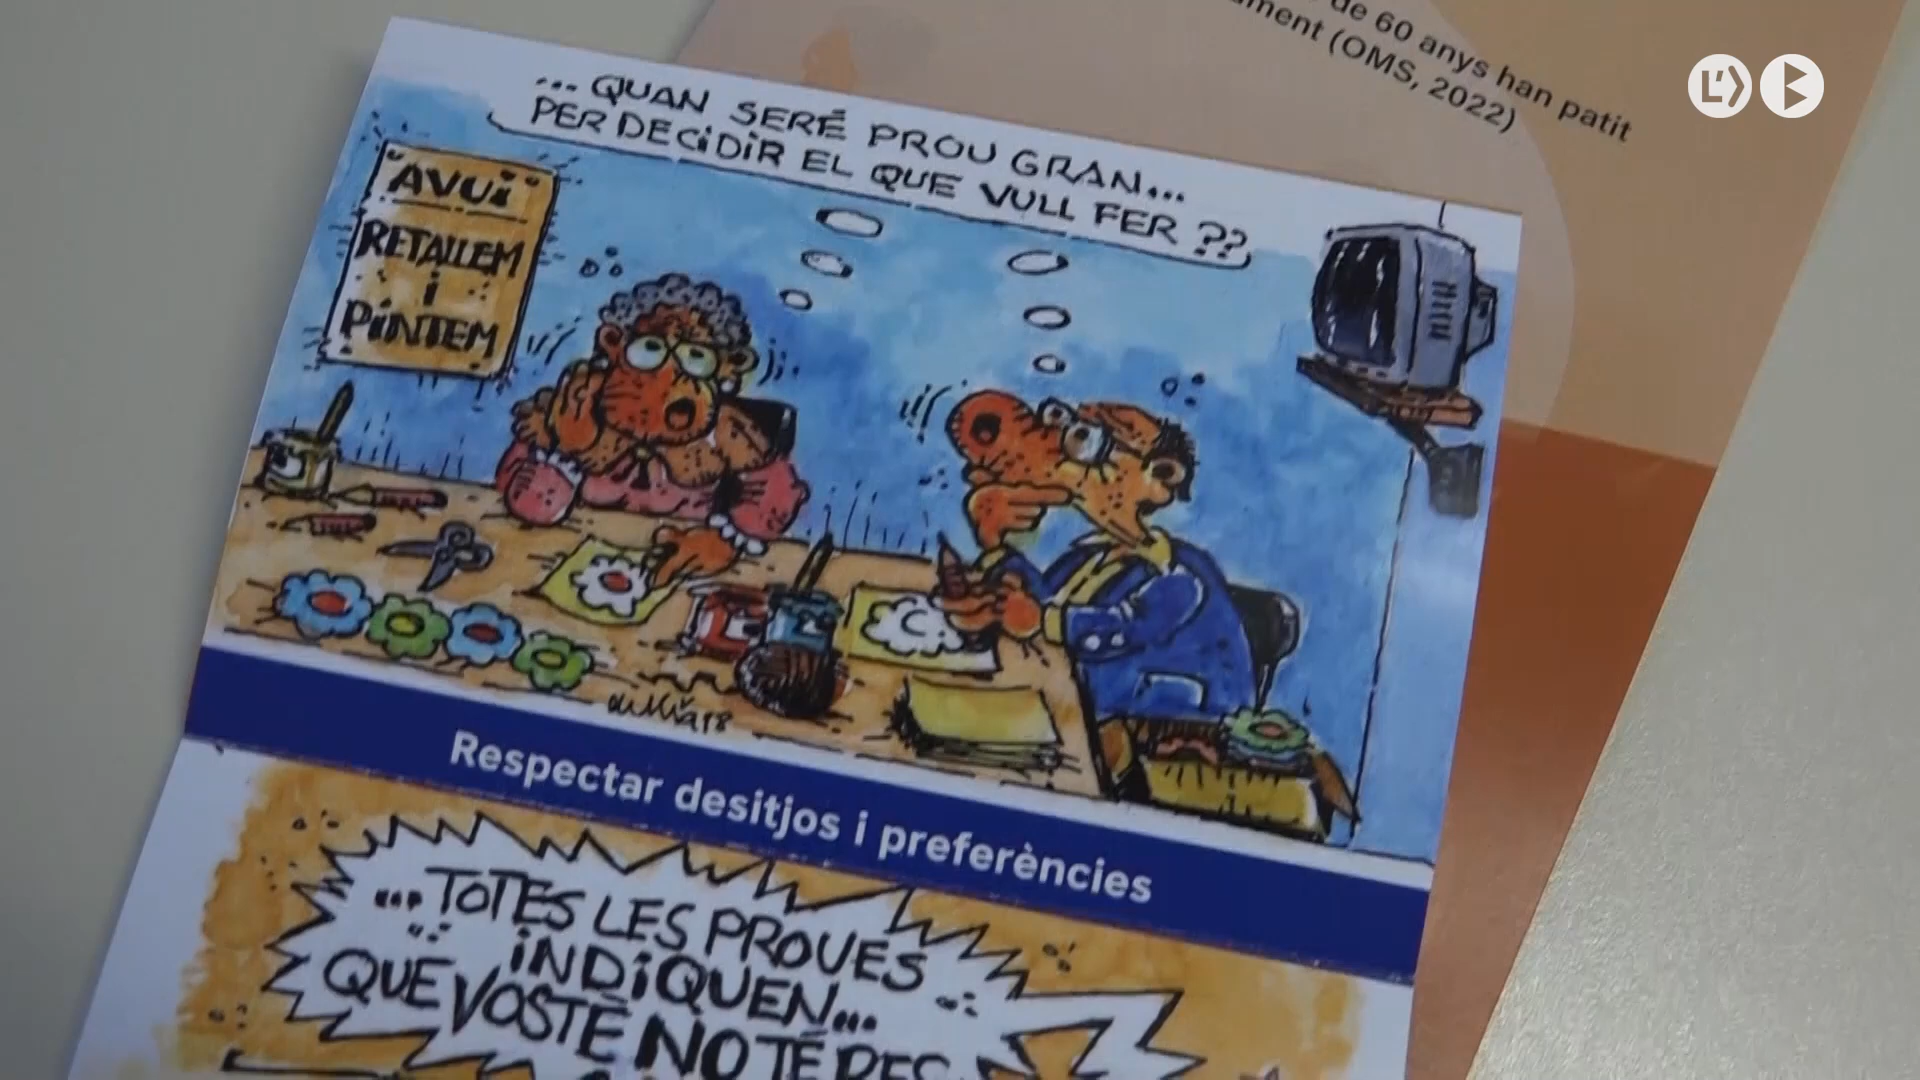 de 60 anys han patit
(OMS, 2022)
... QUAN SERÉ PROU GRAN...
PER DECIDIR EL QUE VULL FER ??
AVUI
RETALLEM
i
PINTEM
Respectar desitjos i preferències
... TOTES LES PROVES
INDIQUEN...
QUE VOSTÈ NO TÉ RES
L'